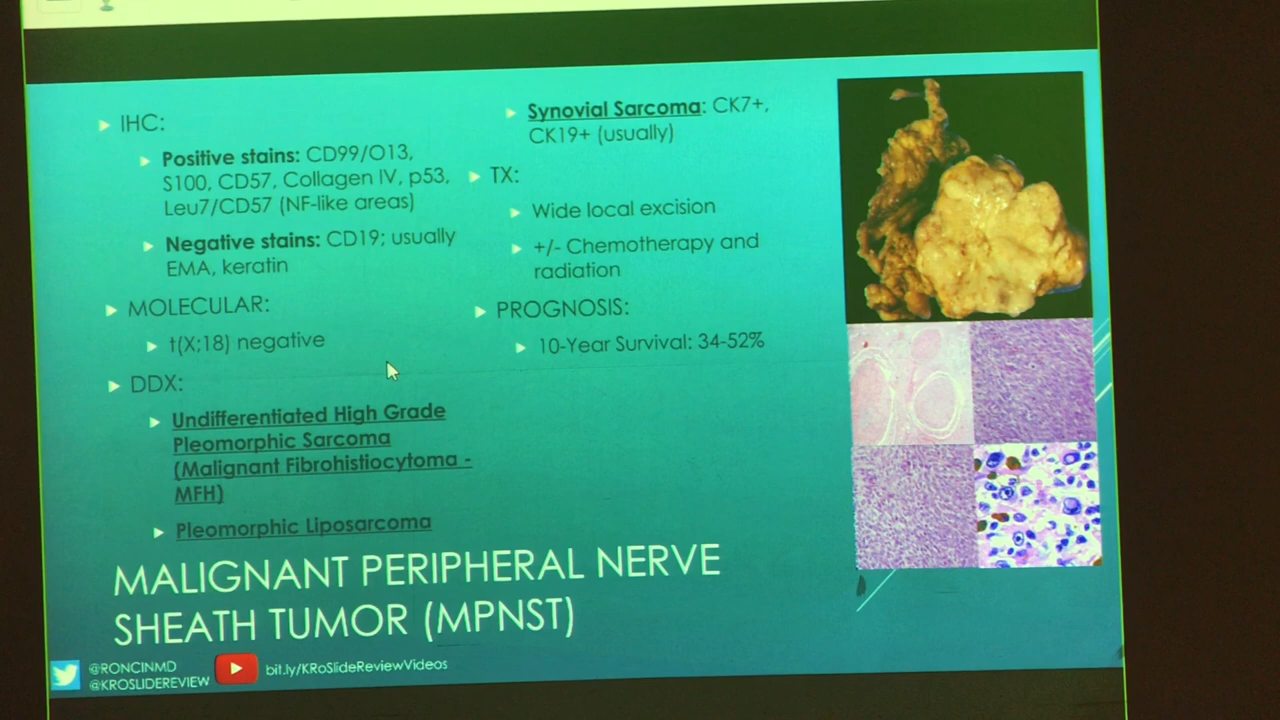 IHC:
Positive stains: CD99/O13,
S100, CD57, Collagen IV, p53,
Leu7/CD57 (NF-like areas)
Negative stains: CD19; usually
EMA, keratin
MOLECULAR:
t(X;18) negative
DDX:
Undifferentiated High Grade
Pleomorphic Sarcoma
(Malignant Fibrohistiocytoma -
MFH)
Pleomorphic Liposarcoma
Synovial Sarcoma: CK7+,
CK19+ (usually)
TX:
Wide local excision
+/- Chemotherapy and
radiation
PROGNOSIS:
10-Year Survival: 34-52%
MALIGNANT PERIPHERAL NERVE
SHEATH TUMOR (MPNST)
@RONCINMD
@KROSLIDEREVIEW
bit.ly/KRoSlideReviewVideos